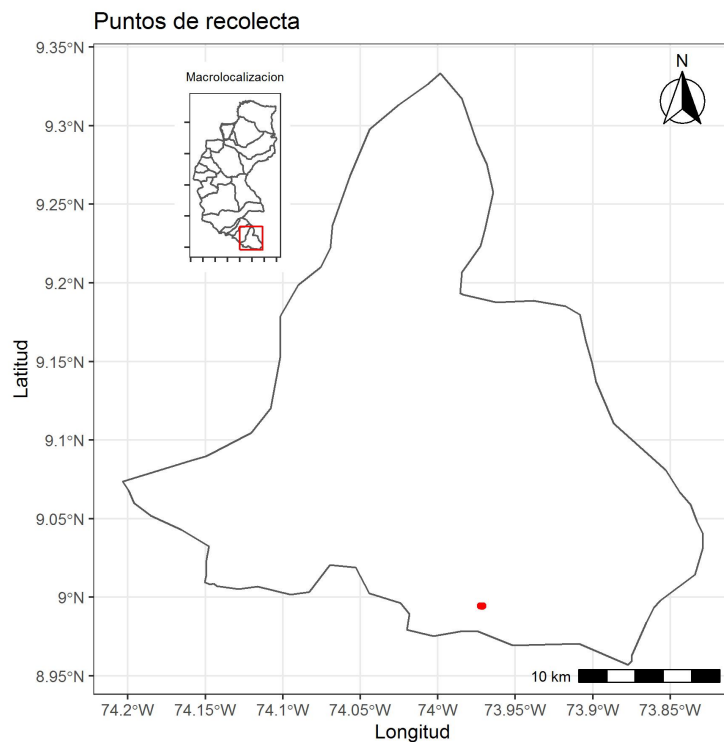 Puntos de recolecta
Macrolocalizacion
N
9.35°N
9.3°N
9.25°N
9.2°N
9.15°N
9.1°N
9.05°N
9°N
8.95°N
Latitud
10 km
74.2°W 74.15°W 74.1°W 74.05°W 74°W 73.95°W 73.9°W 73.85°W
Longitud